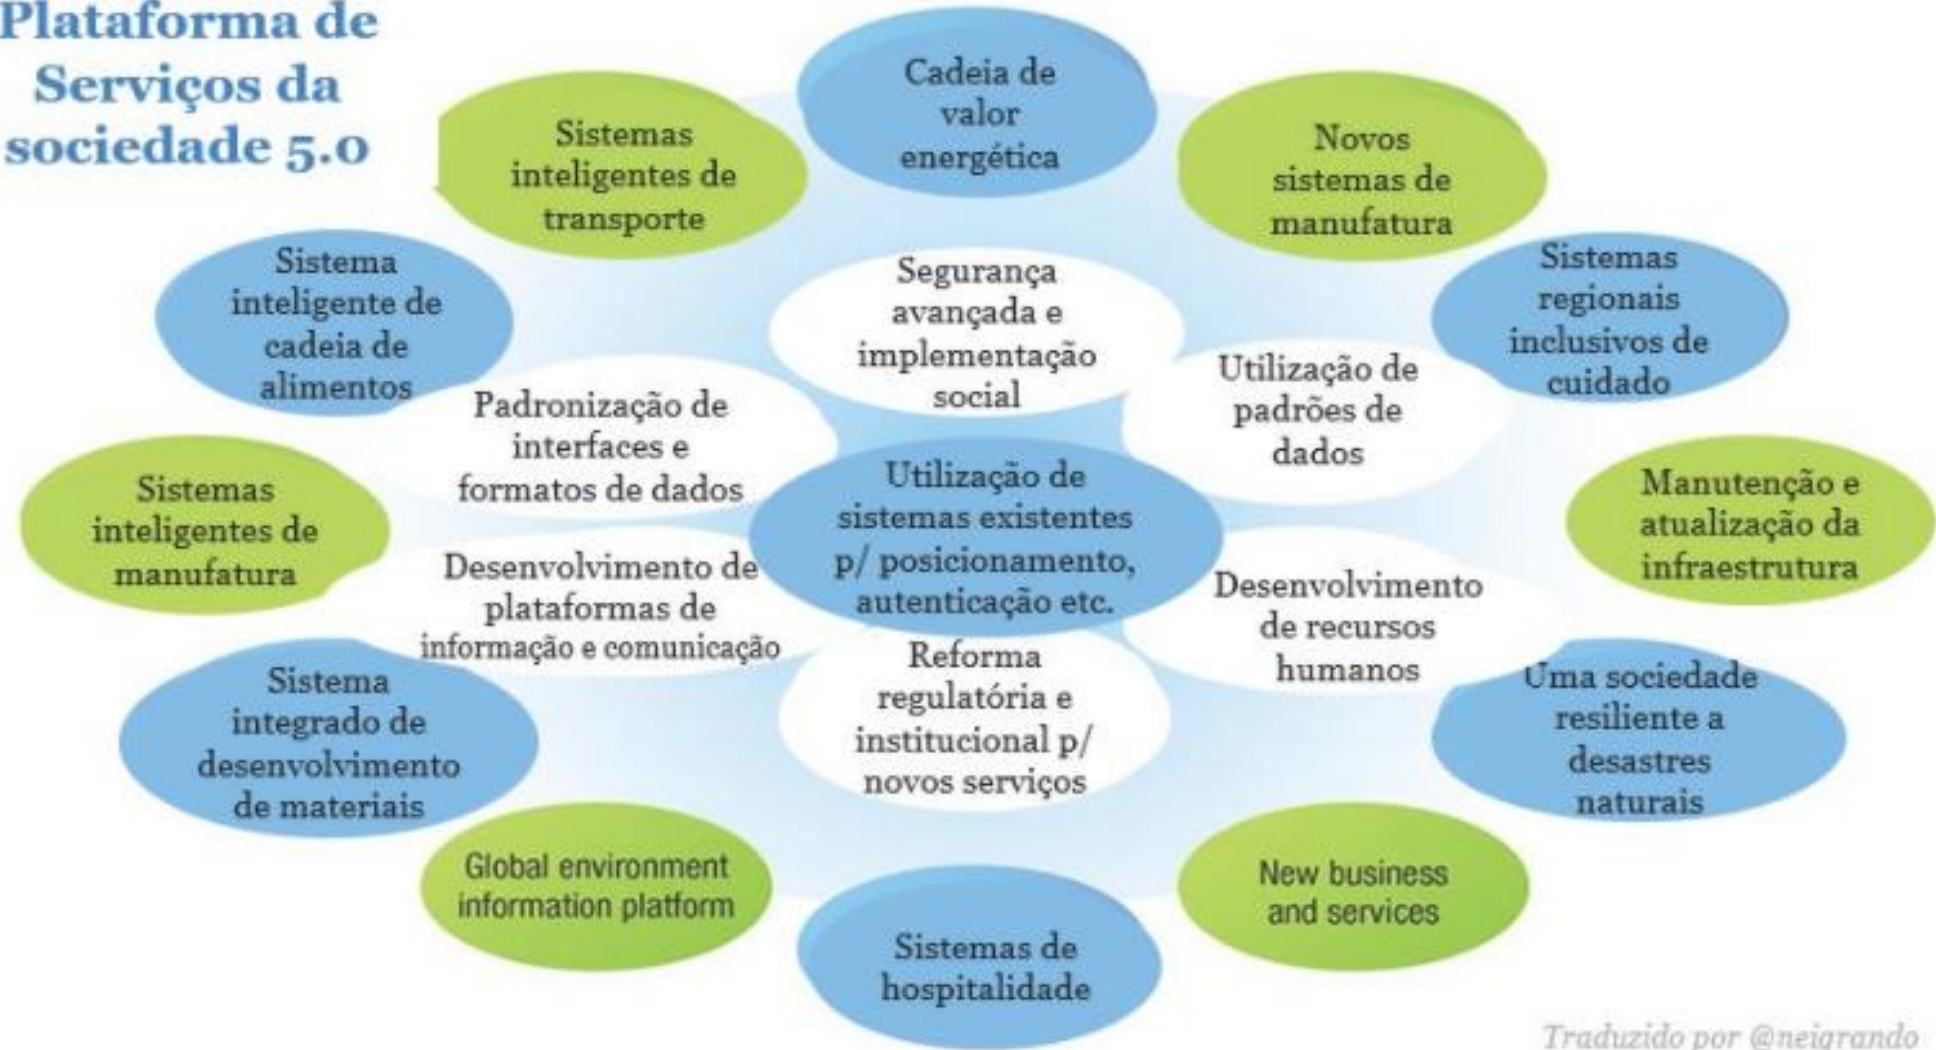 Plataforma de
Serviços da
sociedade 5.0
Cadeia de
valor
energética
Sistemas
inteligentes de
transporte
Novos
sistemas de
manufatura
Sistema
inteligente de
cadeia de
alimentos
Segurança
avançada e
implementação
social
Sistemas
regionais
inclusivos de
cuidado
Padronização de
interfaces e
formatos de dados
Utilização de
padrões de
dados
Sistemas
inteligentes de
manufatura
Utilização de
sistemas existentes
p/ posicionamento,
autenticação etc.
Manutenção e
atualização da
infraestrutura
Desenvolvimento de
plataformas de
informação e comunicação
Desenvolvimento
de recursos
humanos
Sistema
integrado de
desenvolvimento
de materiais
Reforma
regulatória e
institucional p/
novos serviços
Uma sociedade
resiliente a
desastres
naturais
Global environment
information platform
New business
and services
Sistemas de
hospitalidade
Traduzido por @neigrando